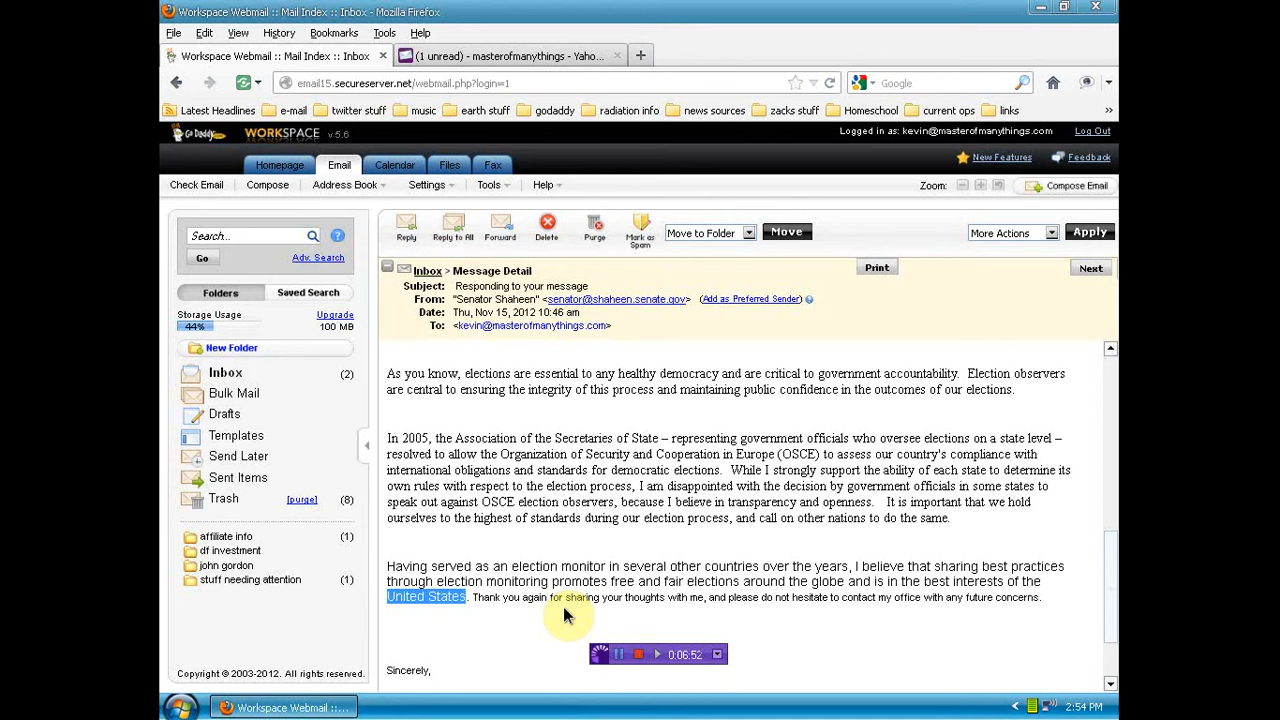 Workspace Webmail :: Mail Index :: Inbox - Mozilla Firefox
File Edit View History Bookmarks Tools Help
Workspace Webmail :: Mail Index :: Inbox × (1 unread) - masterofmanythings - Yaho... × +
email15.secureserver.net/webmail.php?login=1 Google
Latest Headlines e-mail twitter stuff music earth stuff godaddy radiation info news sources zacks stuff Homeschool current ops links »
Go Daddy WORKSPACE v 5.6 Logged in as: kevin@masterofmanythings.com Log Out
Homepage Email Calendar Files Fax New Features Feedback
Check Email Compose Address Book Settings Tools Help Zoom: Compose Email
Search... ?
Go Adv. Search
Reply Reply to All Forward Delete Purge Mark as Spam Move to Folder Move More Actions Apply
Folders Saved Search
Storage Usage Upgrade
44% 100 MB
New Folder
Inbox (2)
Bulk Mail
Drafts
Templates
Send Later
Sent Items
Trash [purge] (8)
affiliate info (1)
df investment
john gordon
stuff needing attention (1)
Copyright © 2003-2012. All rights reserved.
Inbox > Message Detail Print Next
Subject: Responding to your message
From: "Senator Shaheen" <senator@shaheen.senate.gov> (Add as Preferred Sender) ?
Date: Thu, Nov 15, 2012 10:46 am
To: <kevin@masterofmanythings.com>
As you know, elections are essential to any healthy democracy and are critical to government accountability. Election observers
are central to ensuring the integrity of this process and maintaining public confidence in the outcomes of our elections.
In 2005, the Association of the Secretaries of State – representing government officials who oversee elections on a state level –
resolved to allow the Organization of Security and Cooperation in Europe (OSCE) to assess our country's compliance with
international obligations and standards for democratic elections. While I strongly support the ability of each state to determine its
own rules with respect to the election process, I am disappointed with the decision by government officials in some states to
speak out against OSCE election observers, because I believe in transparency and openness. It is important that we hold
ourselves to the highest of standards during our election process, and call on other nations to do the same.
Having served as an election monitor in several other countries over the years, I believe that sharing best practices
through election monitoring promotes free and fair elections around the globe and is in the best interests of the
United States. Thank you again for sharing your thoughts with me, and please do not hesitate to contact my office with any future concerns.
0:06:52
Sincerely,
Workspace Webmail ::... 2:54 PM